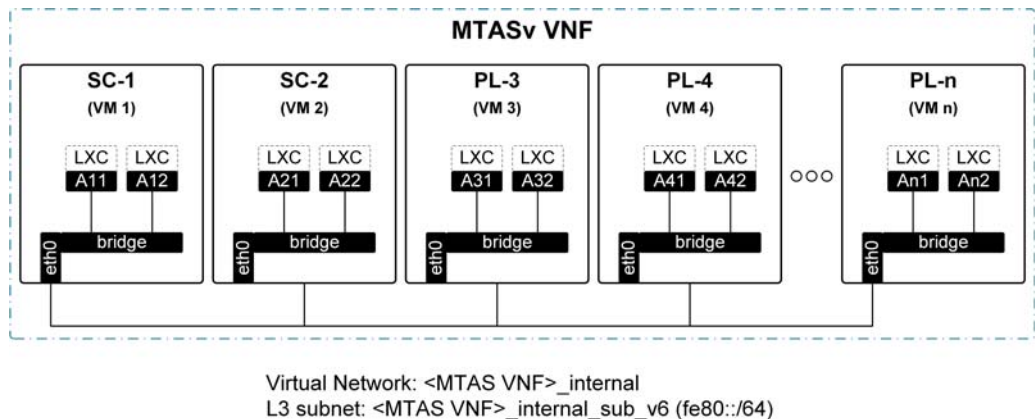 MTASv VNF
SC-1 SC-2 PL-3 PL-4 PL-n
(VM 1) (VM 2) (VM 3) (VM 4) (VM n)
LXC LXC LXC LXC LXC LXC LXC LXC LXC LXC
A11 A12 A21 A22 A31 A32 A41 A42 An1 An2
bridge bridge bridge bridge bridge
eth0 eth0 eth0 eth0 eth0
Virtual Network: <MTAS VNF>_internal
L3 subnet: <MTAS VNF>_internal_sub_v6 (fe80::/64)